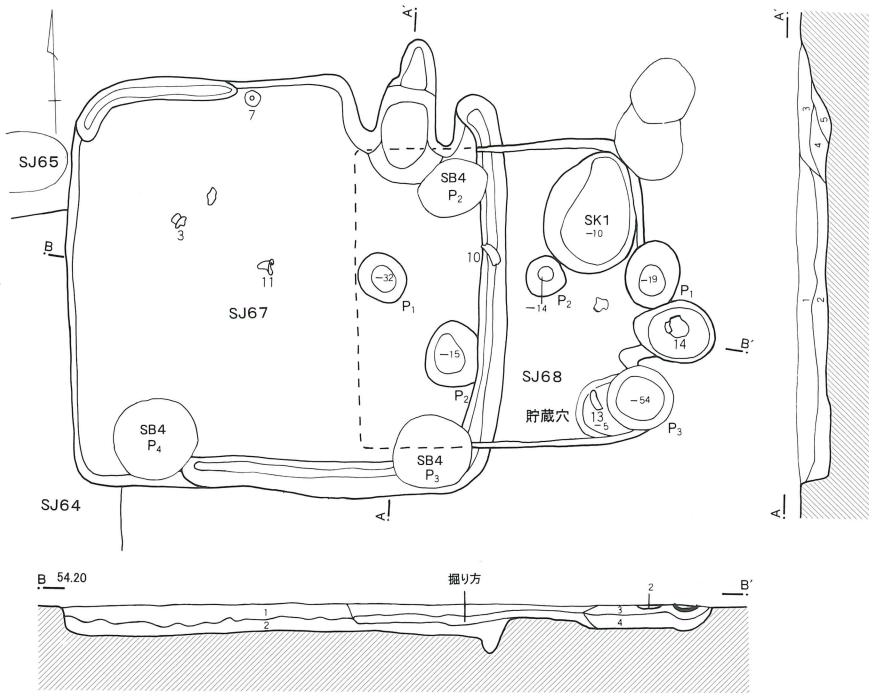 A′
A′
7
SJ65
SB4
P2
SK1
-10
3
B
10
11
-32
P1
-14
P2
-19
P1
SJ67
14
B′
-15
P2
SJ68
貯蔵穴
13
-5
-54
P3
SB4
P4
SB4
P3
SJ64
A
A
3
5
4
1
2
B 54.20
掘り方
2
B′
1
2
3
4